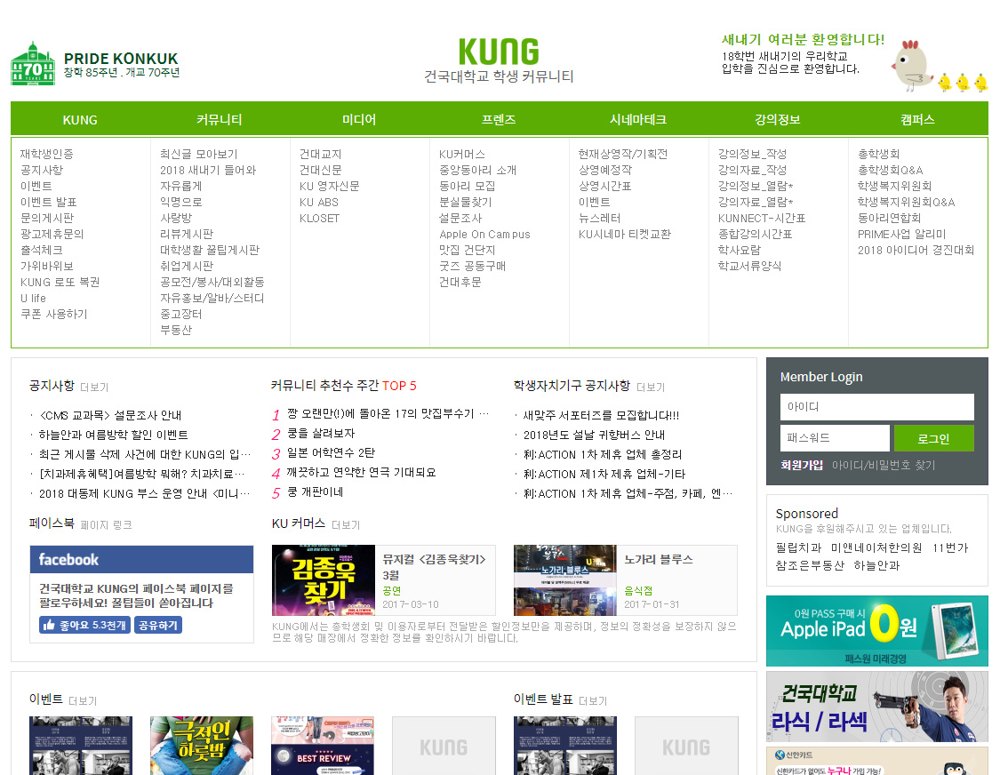 70
YEARS
PRIDE KONKUK
창학 85주년 . 개교 70주년
KUNG
건국대학교 학생 커뮤니티
새내기 여러분 환영합니다!
18학번 새내기의 우리학교
입학을 진심으로 환영합니다.
KUNG 커뮤니티 미디어 프렌즈 시네마테크 강의정보 캠퍼스
재학생인증
공지사항
이벤트
이벤트 발표
문의게시판
광고제휴문의
출석체크
가위바위보
KUNG 로또 복권
U life
쿠폰 사용하기
최신글 모아보기
2018 새내기 들어와
자유롭게
익명으로
사랑방
리뷰게시판
대학생활 꿀팁게시판
취업게시판
공모전/봉사/대외활동
자유홍보/알바/스터디
중고장터
부동산
건대교지
건대신문
KU 영자신문
KU ABS
KLOSET
KU커머스
중앙동아리 소개
동아리 모집
분실물찾기
설문조사
Apple On Campus
맛집 건단지
굿즈 공동구매
건대후문
현재상영작/기획전
상영예정작
상영시간표
이벤트
뉴스레터
KU시네마 티켓교환
강의정보_작성
강의자료_작성
강의정보_열람*
강의자료_열람*
KUNNECT-시간표
종합강의시간표
학사요람
학교서류양식
총학생회
총학생회Q&A
학생복지위원회
학생복지위원회Q&A
동아리연합회
PRIME사업 알리미
2018 아이디어 경진대회
공지사항 더보기
· <CMS 교과목> 설문조사 안내
· 하늘안과 여름방학 할인 이벤트
· 최근 게시물 삭제 사건에 대한 KUNG의 입…
· [치과제휴혜택]여름방학 뭐해? 치과치료…
· 2018 대동제 KUNG 부스 운영 안내 <미니…
커뮤니티 추천수 주간 TOP 5
1 짱 오랜만(!)에 돌아온 17의 맛집부수기 …
2 쿵을 살려보자
3 일본 어학연수 2탄
4 깨끗하고 연약한 연극 기대되요
5 쿵 개판이네
학생자치기구 공지사항 더보기
· 새맞주 서포터즈를 모집합니다!!!
· 2018년도 설날 귀향버스 안내
· 利:ACTION 1차 제휴 업체 총정리
· 利:ACTION 제1차 제휴 업체-기타
· 利:ACTION 1차 제휴 업체-주점, 카페, 엔…
Member Login
아이디
패스워드
로그인
회원가입 아이디/비밀번호 찾기
페이스북 페이지 링크
facebook
건국대학교 KUNG의 페이스북 페이지를
팔로우하세요! 꿀팁들이 쏟아집니다
좋아요 5.3천개 공유하기
KU 커머스 더보기
김종욱
찾기
뮤지컬 <김종욱찾기>
3월
공연
2017-03-10
노가리·블루스
노가리 블루스
음식점
2017-01-31
KUNG에서는 총학생회 및 이용자로부터 전달받은 할인정보만을 제공하며, 정보의 정확성을 보장하지 않으
므로 해당 매장에서 정확한 정보를 확인하시기 바랍니다.
Sponsored
KUNG을 후원해주시고 있는 업체입니다.
필립치과 미앤네이처한의원 11번가
참조은부동산 하늘안과
0원 PASS 구매 시
Apple iPad 0원
패스원 미래경영
건국대학교
라식 / 라섹
신한카드
신한카드가 없어도 누구나 가입 가능!
이벤트 더보기
극적인
하룻밤
BEST REVIEW
KUNG
이벤트 발표 더보기
KUNG